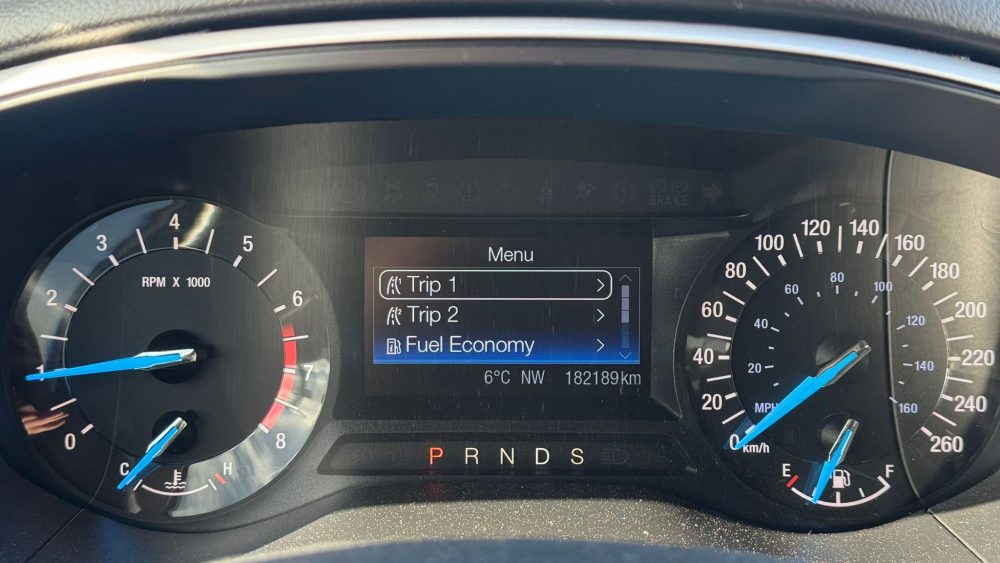 BRAKE
Menu
Trip 1
Trip 2
Fuel Economy
6°C NW 182189km
P R N D S
RPM X 1000
0 1 2 3 4 5 6 7 8
C H
0 20 40 60 80 100 120 140 160 180 200 220 240 260
km/h
20 40 60 80 100 120 140 160
MPH
E F